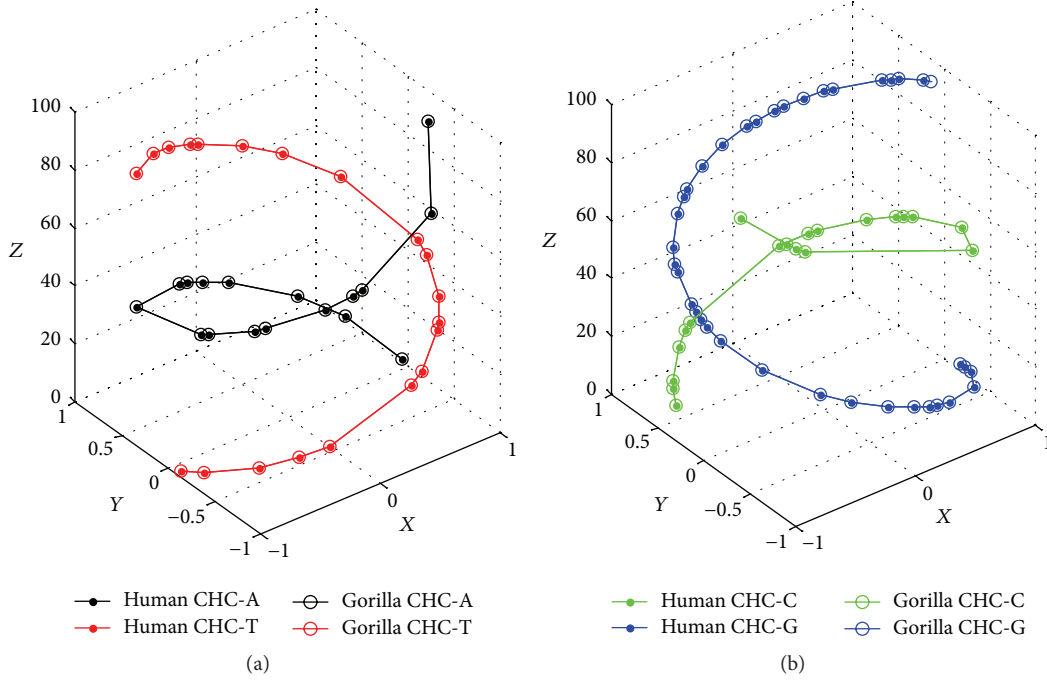 100
80
60
Z
40
20
0
1
0.5
0
Y
−0.5
−1
−1
0
X
1
Human CHC-A
Gorilla CHC-A
Human CHC-T
Gorilla CHC-T
(a)
100
80
60
Z
40
20
0
1
0.5
0
Y
−0.5
−1
−1
0
X
1
Human CHC-C
Gorilla CHC-C
Human CHC-G
Gorilla CHC-G
(b)